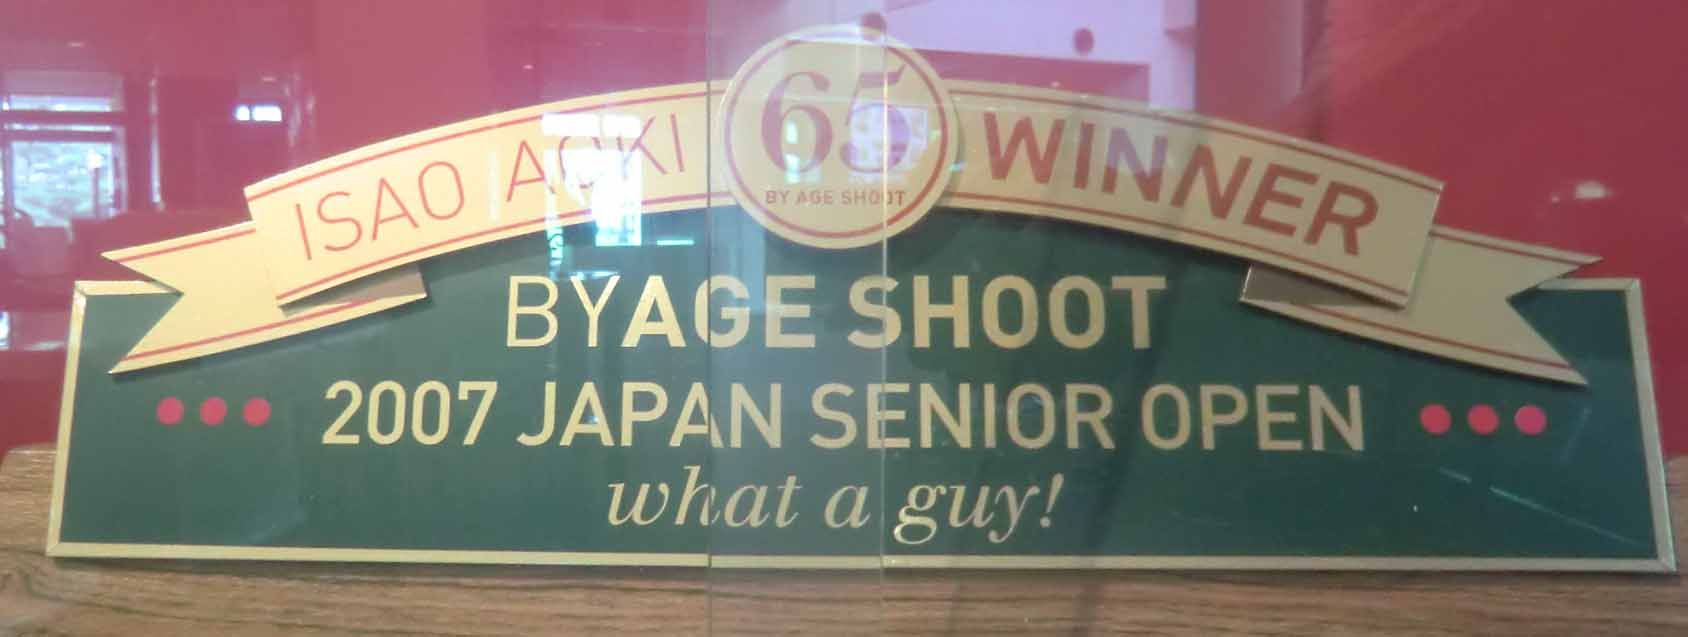 ISAO AOKI 65 WINNER
BY AGE SHOOT
BYAGE SHOOT
2007 JAPAN SENIOR OPEN
what a guy!